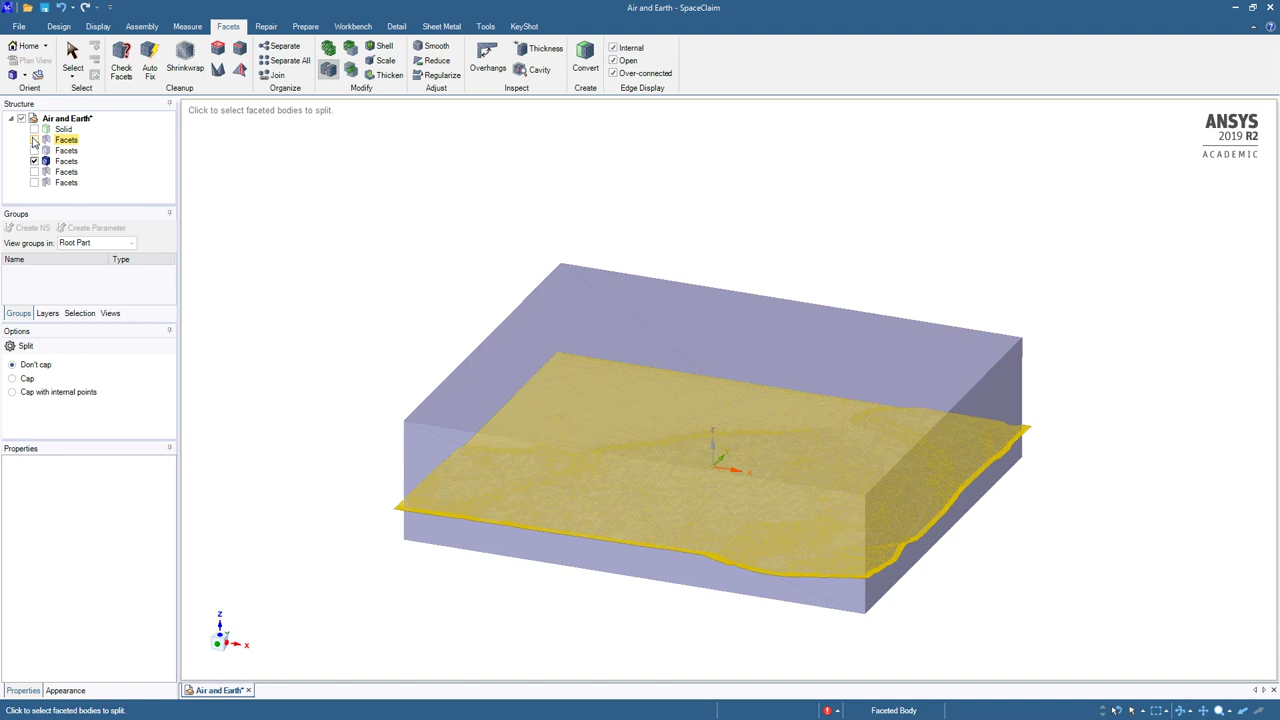 Air and Earth - SpaceClaim
File Design Display Assembly Measure Facets Repair Prepare Workbench Detail Sheet Metal Tools KeyShot
Home
Plan View
Orient
Select
Select
Check Facets
Auto Fix
Shrinkwrap
Cleanup
Separate
Separate All
Join
Organize
Shell
Scale
Thicken
Modify
Smooth
Reduce
Regularize
Adjust
Overhangs
Thickness
Cavity
Inspect
Convert
Create
Internal
Open
Over-connected
Edge Display
Structure
Air and Earth*
Solid
Facets
Facets
Facets
Facets
Facets
Groups
Create NS Create Parameter
View groups in: Root Part
Name Type
Groups Layers Selection Views
Options
Split
Don't cap
Cap
Cap with internal points
Properties
Properties Appearance
Click to select faceted bodies to split.
ANSYS
2019 R2
ACADEMIC
Z
X
Z
Y
X
Air and Earth*
Click to select faceted bodies to split.
Faceted Body